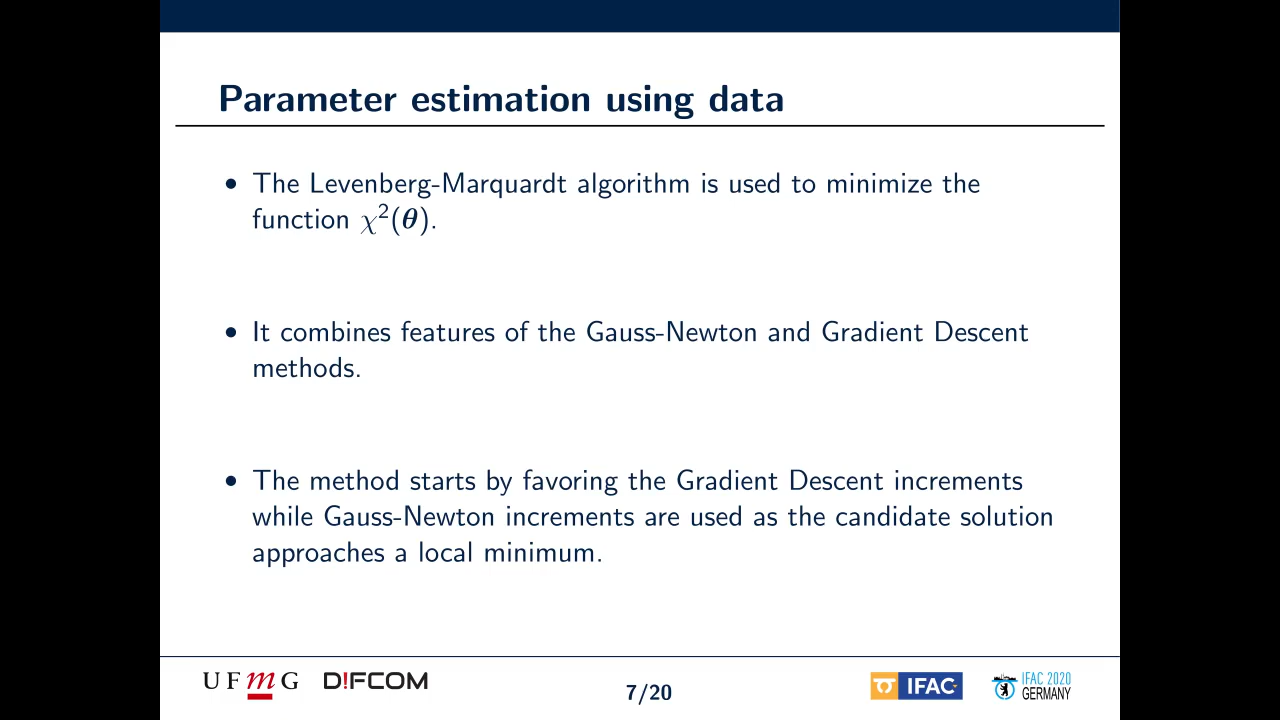 Parameter estimation using data
• The Levenberg-Marquardt algorithm is used to minimize the
function χ²(θ).
• It combines features of the Gauss-Newton and Gradient Descent
methods.
• The method starts by favoring the Gradient Descent increments
while Gauss-Newton increments are used as the candidate solution
approaches a local minimum.
UFmG D!FCOM 7/20 IFAC IFAC 2020
GERMANY